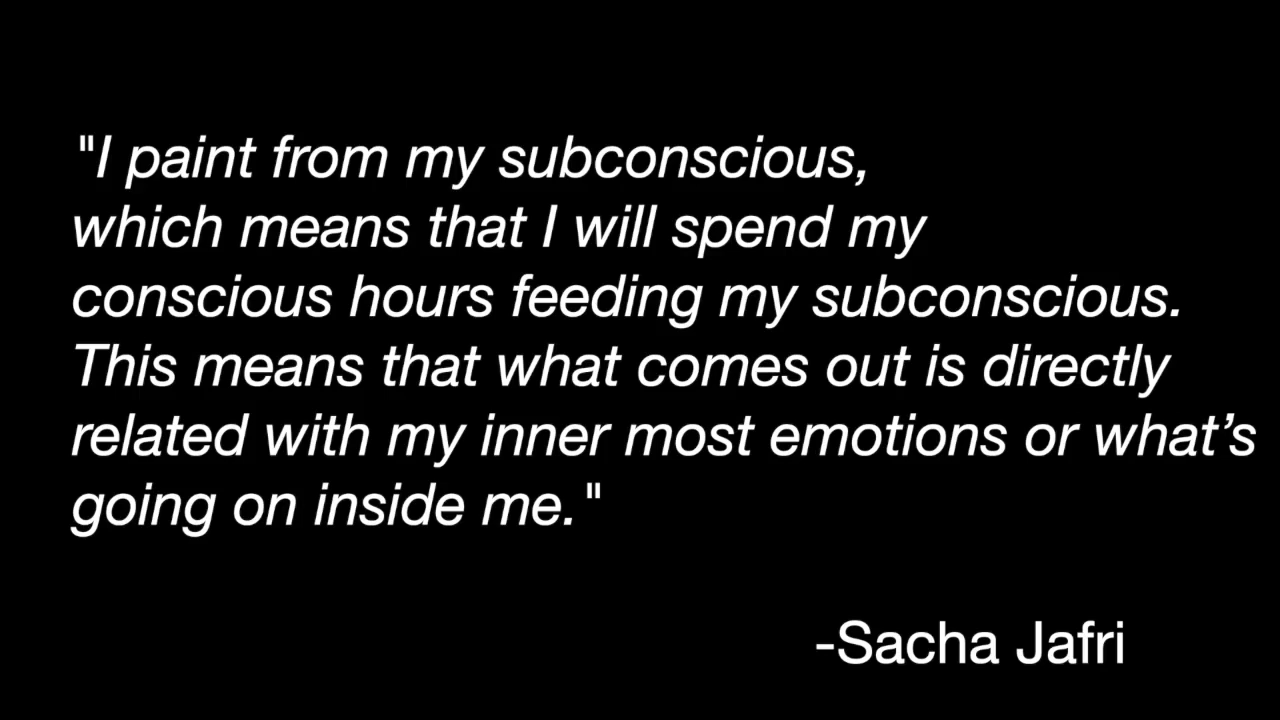 "I paint from my subconscious,
which means that I will spend my
conscious hours feeding my subconscious.
This means that what comes out is directly
related with my inner most emotions or what’s
going on inside me."
-Sacha Jafri